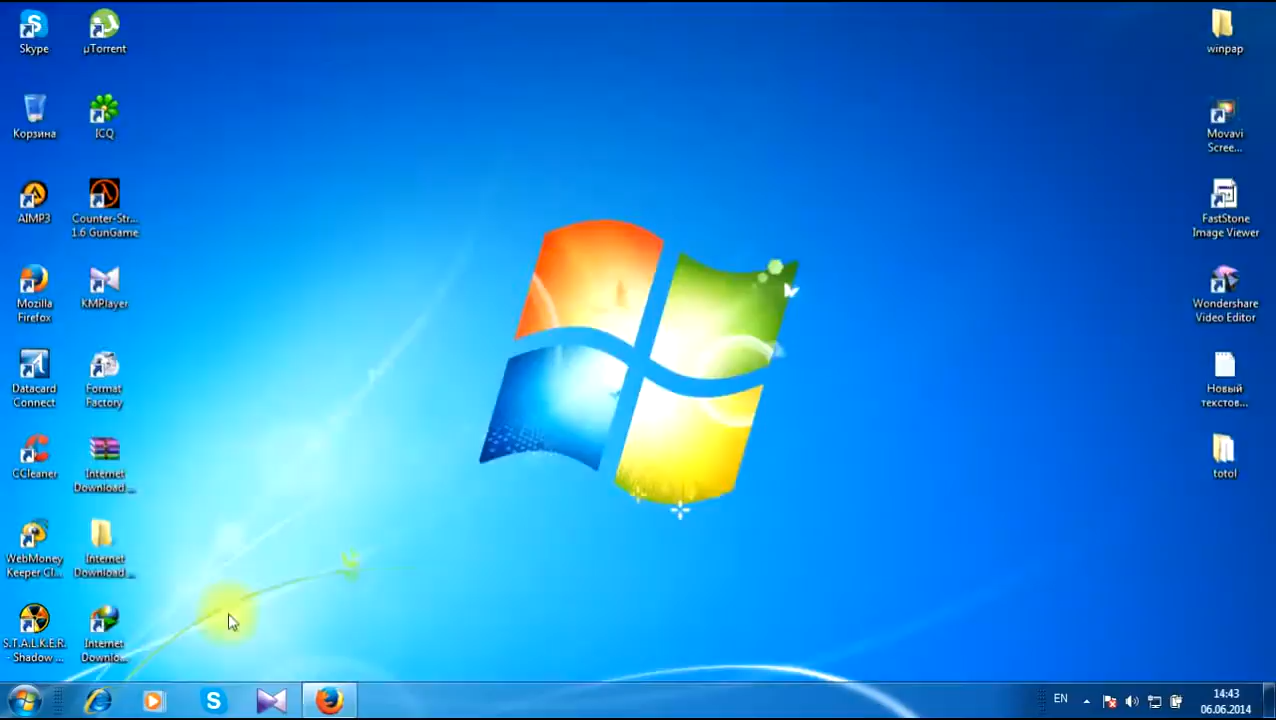 Skype
µTorrent
Корзина
ICQ
AIMP3
Counter-Str...
1.6 GunGame
Mozilla
Firefox
KMPlayer
Datacard
Connect
Format
Factory
CCleaner
Internet
Download ...
WebMoney
Keeper Cl...
Internet
Download ...
S.T.A.L.K.E.R.
- Shadow ...
Internet
Downlo...
winpap
Movavi
Scree...
FastStone
Image Viewer
Wondershare
Video Editor
Новый
текстов...
totol
EN
14:43
06.06.2014